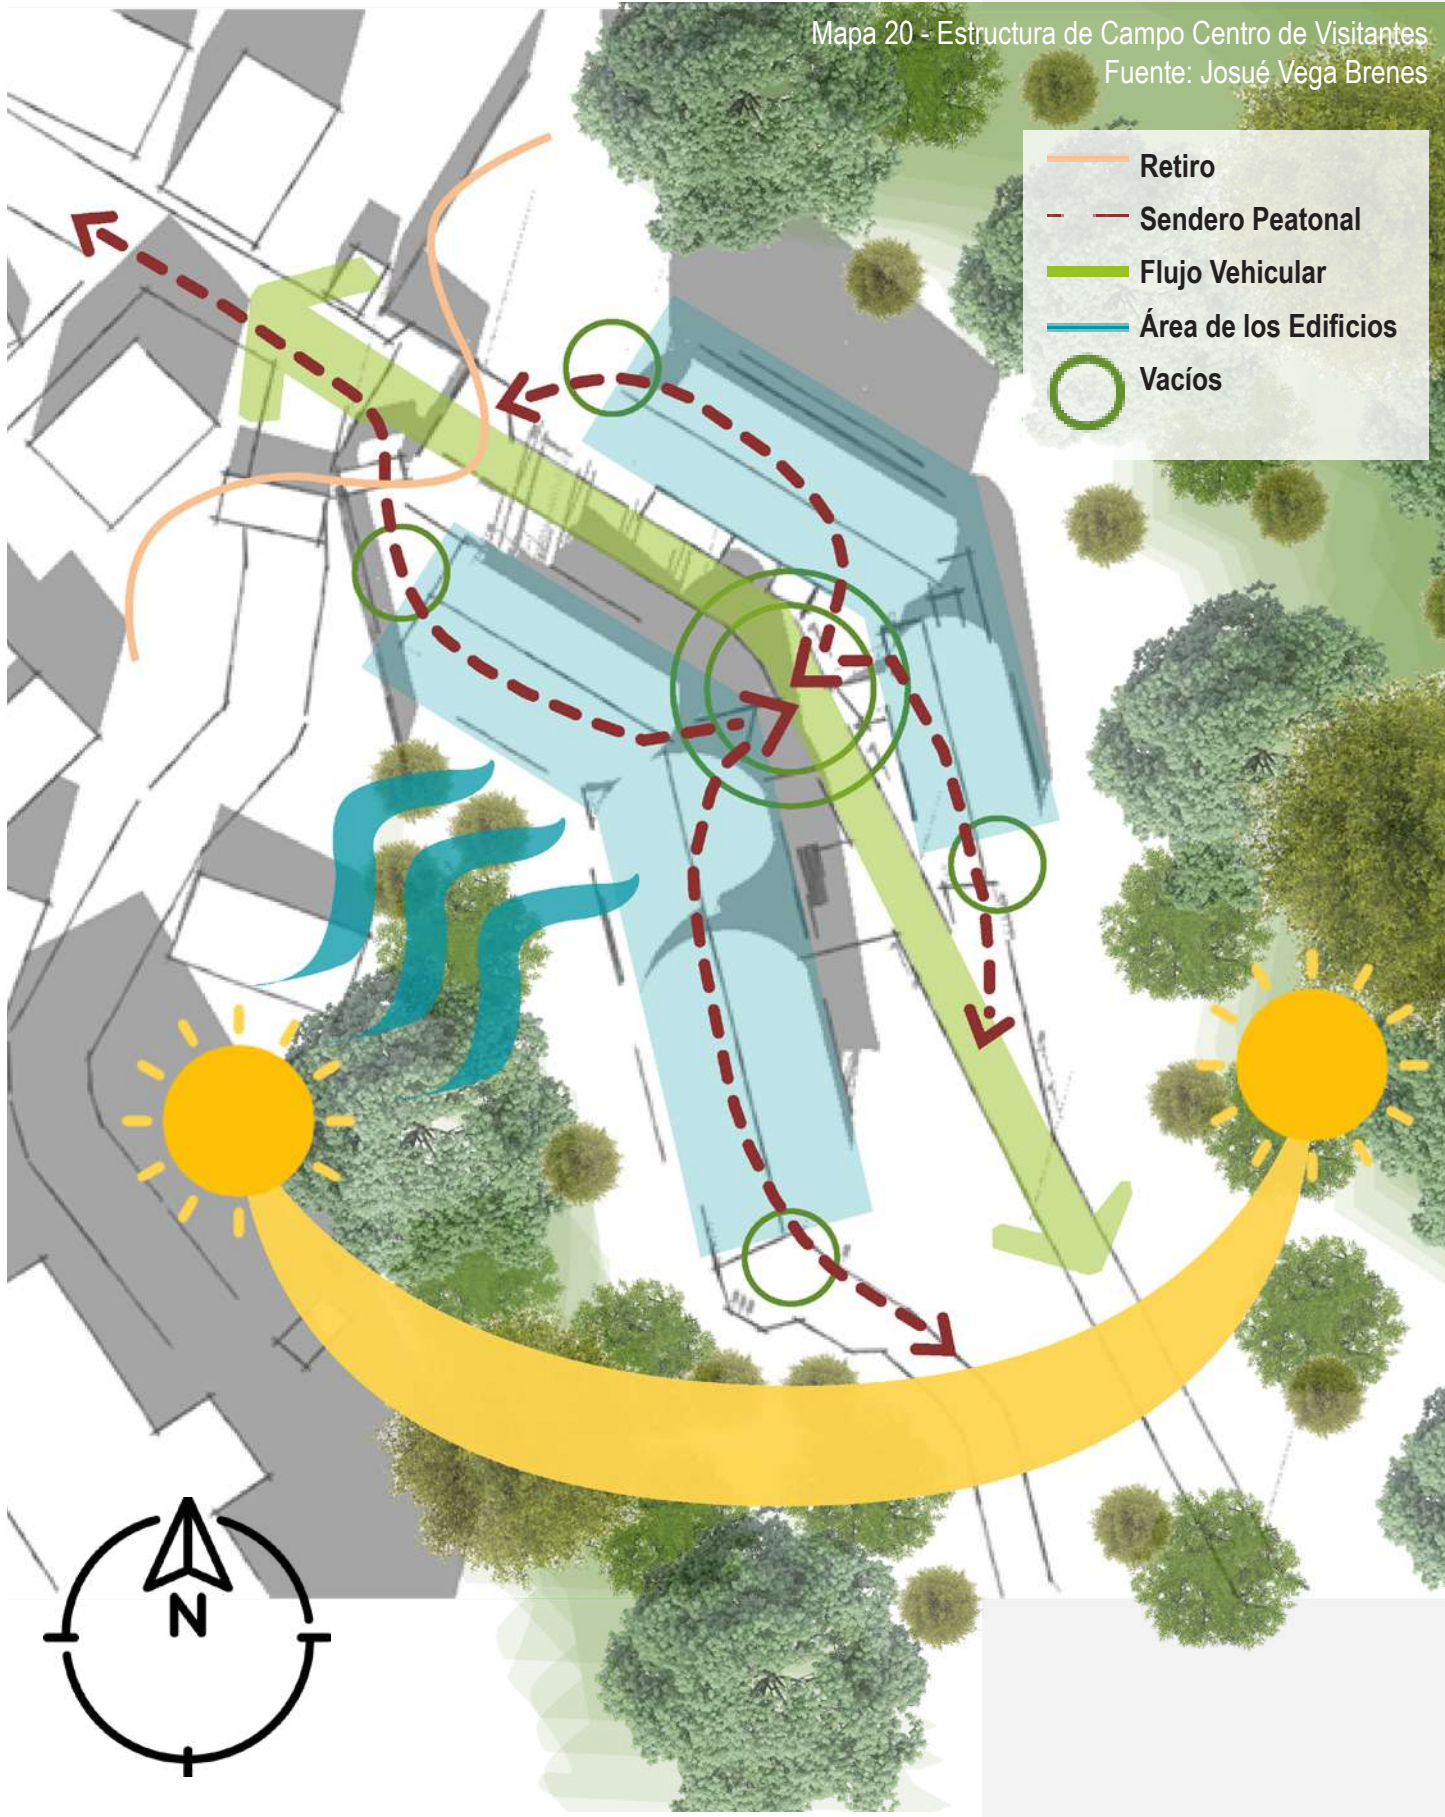 Mapa 20 - Estructura de Campo Centro de Visitantes
Fuente: Josué Vega Brenes
Retiro
Sendero Peatonal
Flujo Vehicular
Área de los Edificios
Vacíos
N